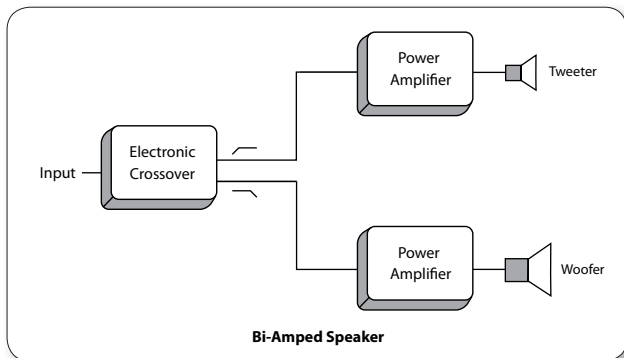 Power
Amplifier
Tweeter
Electronic
Crossover
Input
Power
Amplifier
Woofer
Bi-Amped Speaker